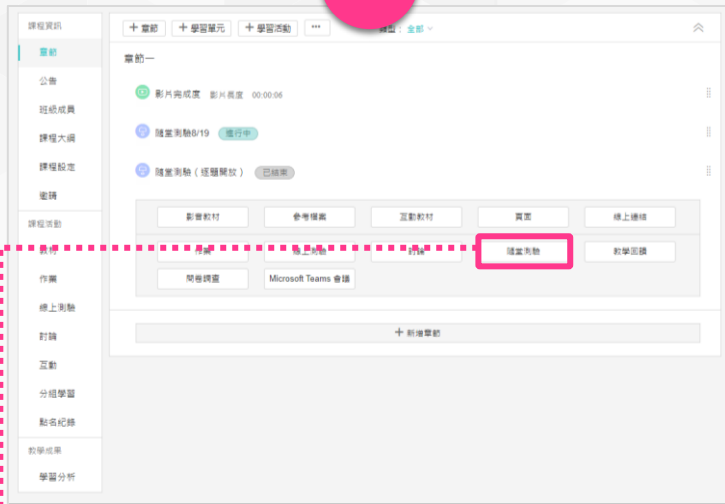 課程資訊
章節
公告
班級成員
課程大綱
課程設定
邀請
課程活動
教材
作業
線上測驗
討論
互動
分組學習
點名紀錄
教學成果
學習分析
+ 章節 + 學習單元 + 學習活動 ••• 類型： 全部
章節一
影片完成度 影片長度 00:00:06
隨堂測驗8/19 進行中
隨堂測驗（逐題開放） 已結束
影音教材 參考檔案 互動教材 頁面 線上連結
作業 線上測驗 討論 隨堂測驗 教學回饋
問卷調查 Microsoft Teams 會議
+ 新增章節